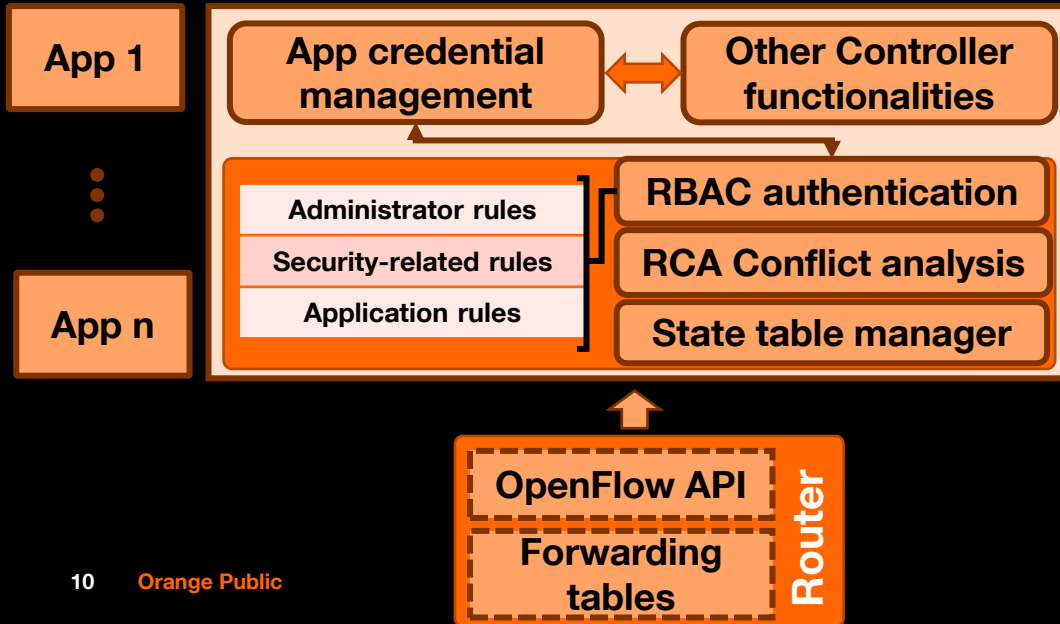 App 1
App credential
management
Other Controller
functionalities
RBAC authentication
Administrator rules
Security-related rules
RCA Conflict analysis
App n
Application rules
State table manager
OpenFlow API
Forwarding
tables
Router
10 Orange Public